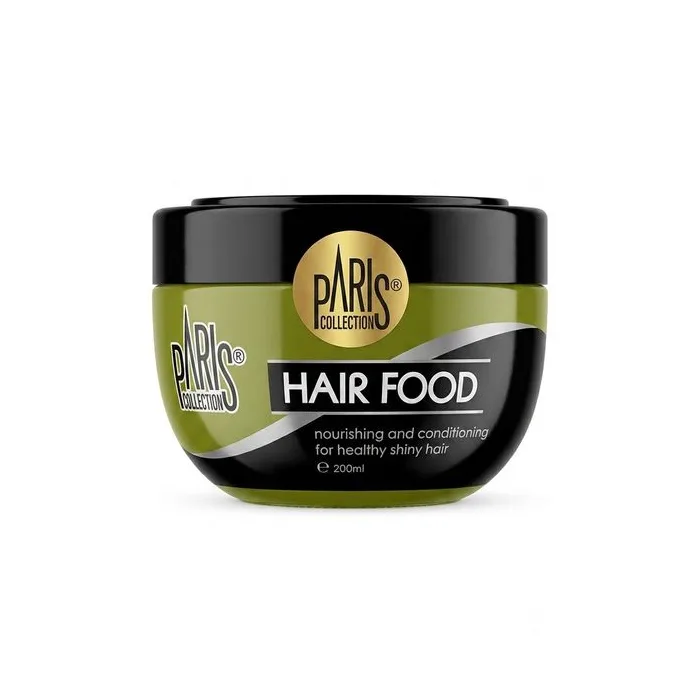 PARIS®
COLLECTION
PARIS®
COLLECTION
HAIR FOOD
nourishing and conditioning
for healthy shiny hair
℮ 200ml